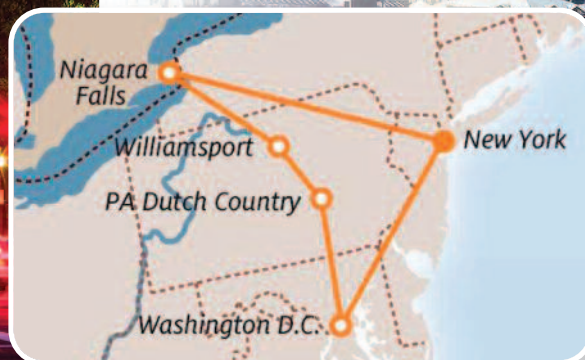 Niagara
Falls
Williamsport
New York
PA Dutch Country
Washington D.C.